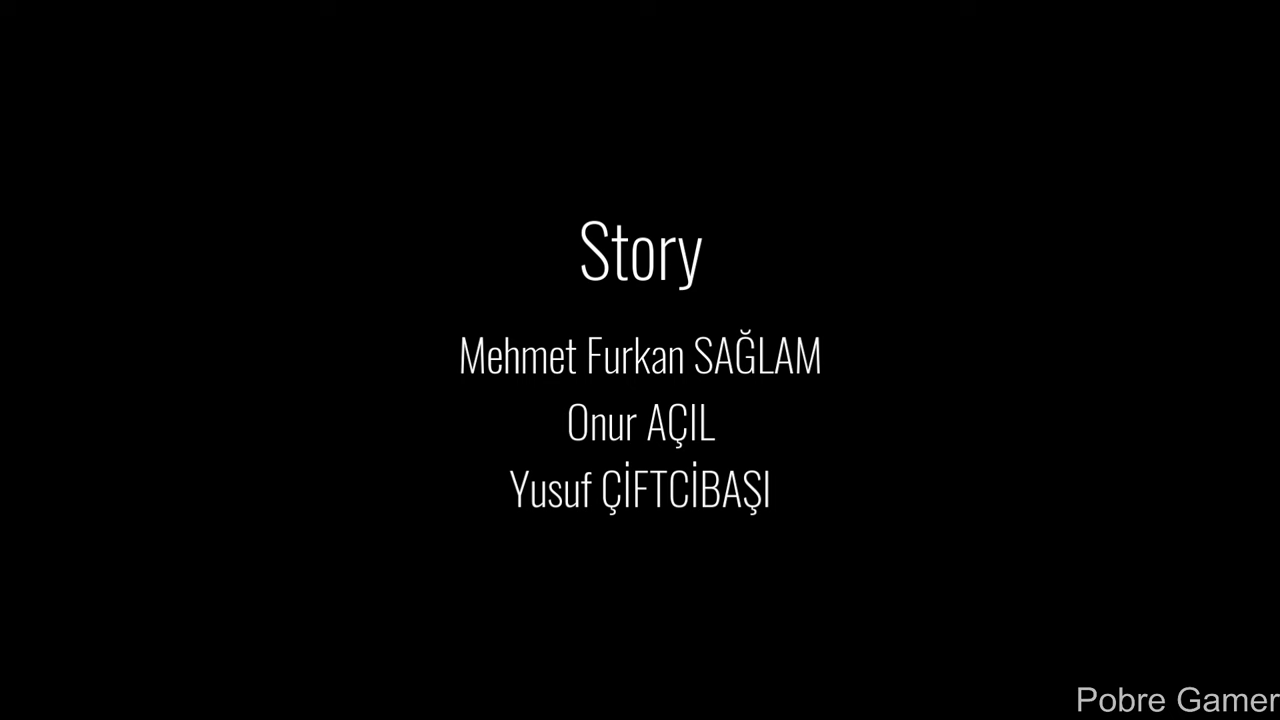 Story
Mehmet Furkan SAĞLAM
Onur AÇIL
Yusuf ÇİFTCİBAŞI
Pobre Gamer